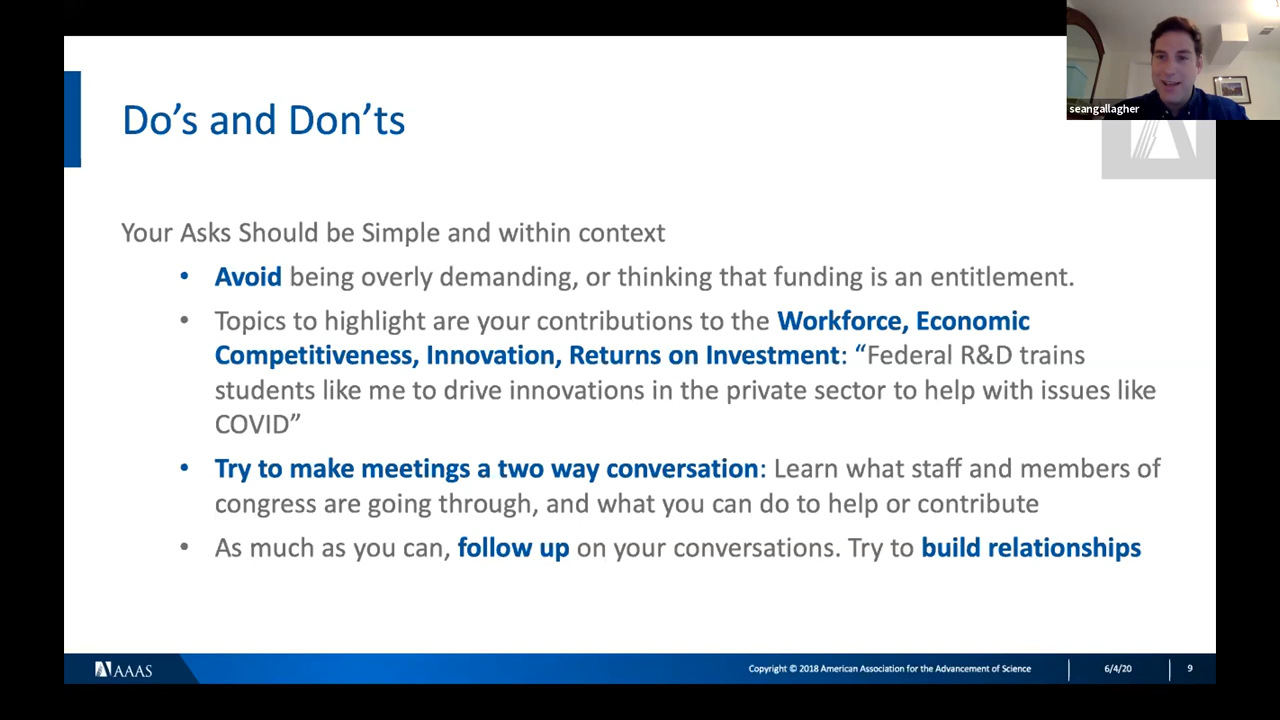 seangallagher
Do's and Don'ts
Your Asks Should be Simple and within context
• Avoid being overly demanding, or thinking that funding is an entitlement.
• Topics to highlight are your contributions to the Workforce, Economic
Competitiveness, Innovation, Returns on Investment: “Federal R&D trains
students like me to drive innovations in the private sector to help with issues like
COVID”
• Try to make meetings a two way conversation: Learn what staff and members of
congress are going through, and what you can do to help or contribute
• As much as you can, follow up on your conversations. Try to build relationships
AAAS
Copyright © 2018 American Association for the Advancement of Science
6/4/20
9